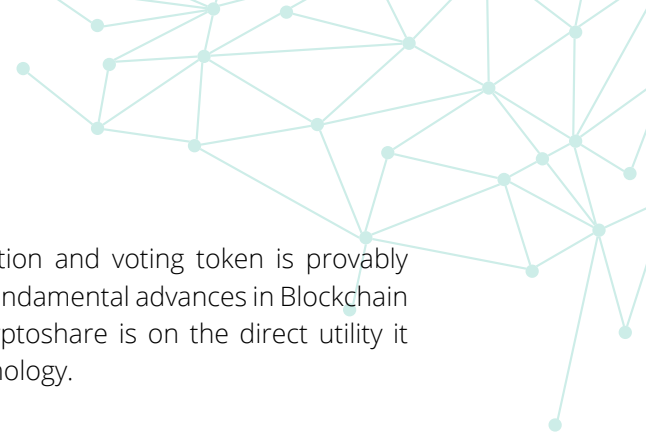 tion and voting token is provably
ndamental advances in Blockchain
ptoshare is on the direct utility it
nology.